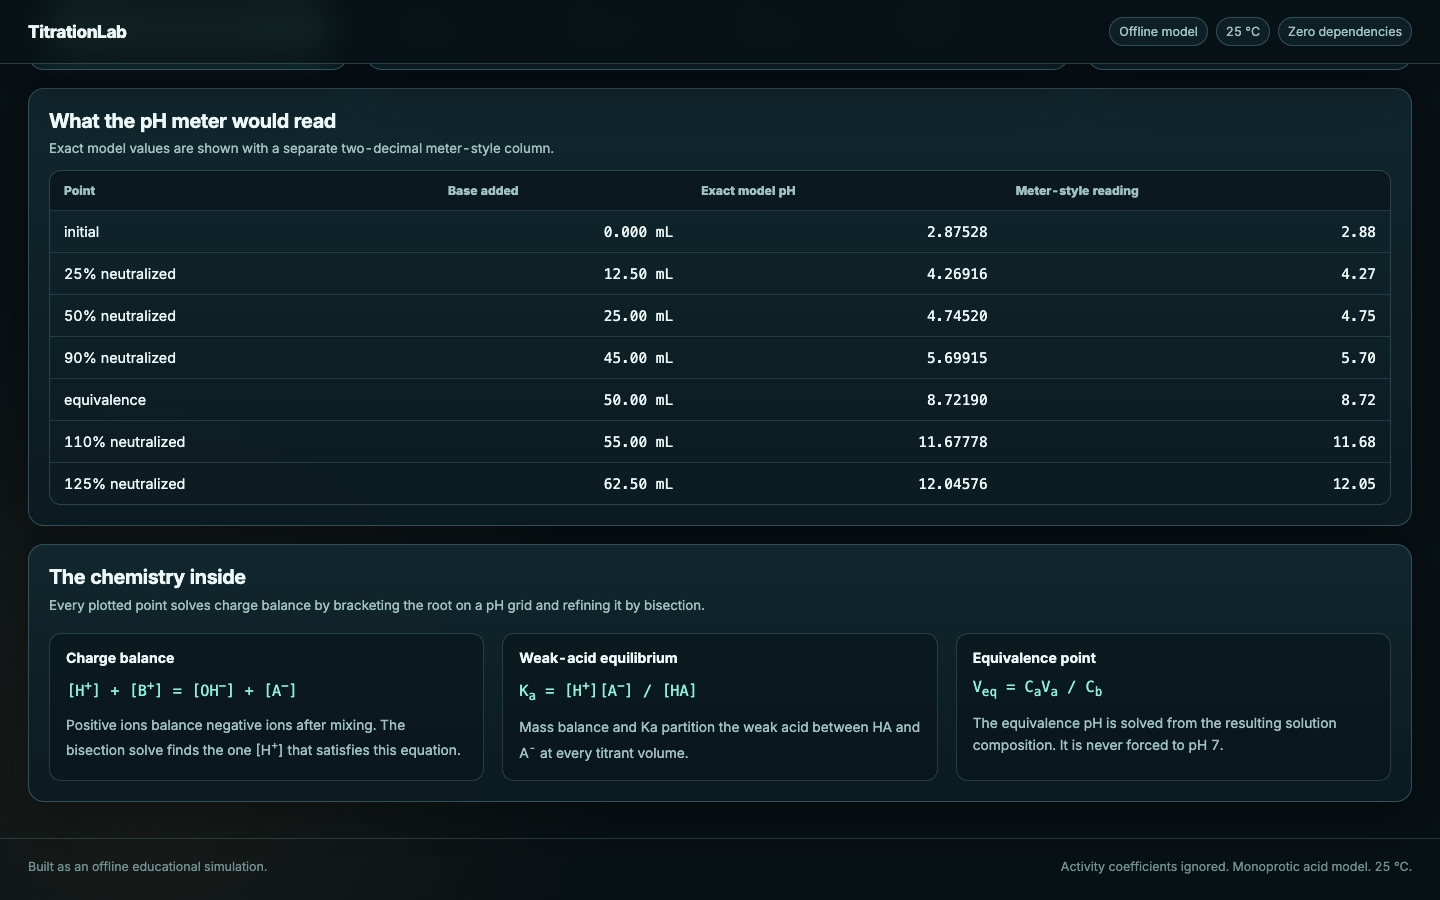 TitrationLab
Offline model 25 °C Zero dependencies
What the pH meter would read
Exact model values are shown with a separate two-decimal meter-style column.
Point Base added Exact model pH Meter-style reading
initial 0.000 mL 2.87528 2.88
25% neutralized 12.50 mL 4.26916 4.27
50% neutralized 25.00 mL 4.74520 4.75
90% neutralized 45.00 mL 5.69915 5.70
equivalence 50.00 mL 8.72190 8.72
110% neutralized 55.00 mL 11.67778 11.68
125% neutralized 62.50 mL 12.04576 12.05
The chemistry inside
Every plotted point solves charge balance by bracketing the root on a pH grid and refining it by bisection.
Charge balance
[H⁺] + [B⁺] = [OH⁻] + [A⁻]
Positive ions balance negative ions after mixing. The
bisection solve finds the one [H⁺] that satisfies this equation.
Weak-acid equilibrium
Kₐ = [H⁺][A⁻] / [HA]
Mass balance and Ka partition the weak acid between HA and
A⁻ at every titrant volume.
Equivalence point
V_eq = CₐVₐ / C_b
The equivalence pH is solved from the resulting solution
composition. It is never forced to pH 7.
Built as an offline educational simulation.
Activity coefficients ignored. Monoprotic acid model. 25 °C.